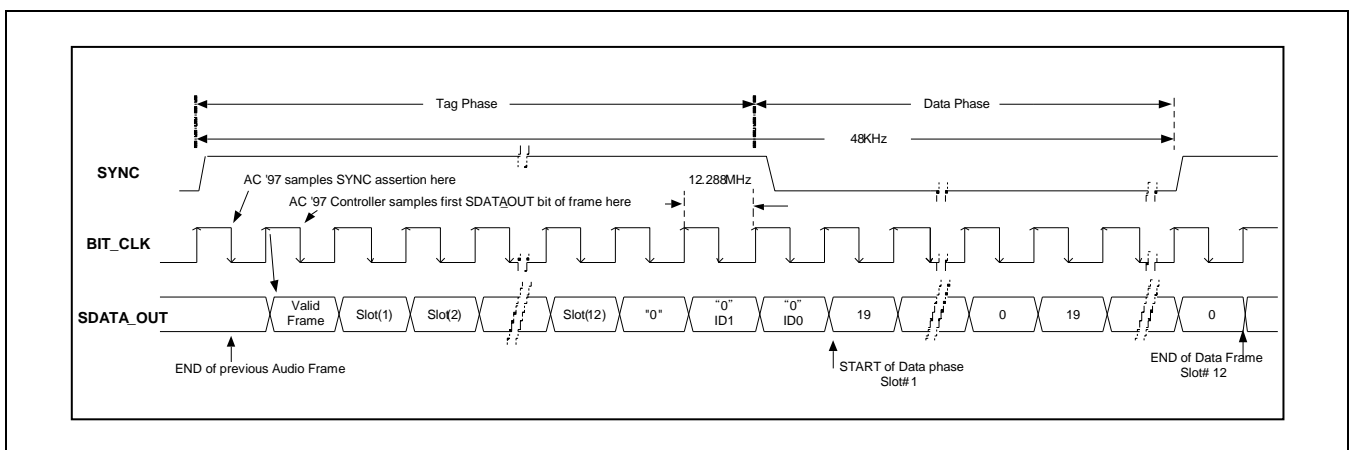 Tag Phase
Data Phase
48KHz
SYNC
AC '97 samples SYNC assertion here
12.288MHz
AC '97 Controller samples first SDATA_OUT bit of frame here
BIT_CLK
SDATA_OUT
Valid
Frame
Slot(1)
Slot(2)
Slot(12)
"0"
"0"
ID1
"0"
ID0
19
0
19
0
END of previous Audio Frame
START of Data phase
Slot# 1
END of Data Frame
Slot# 12